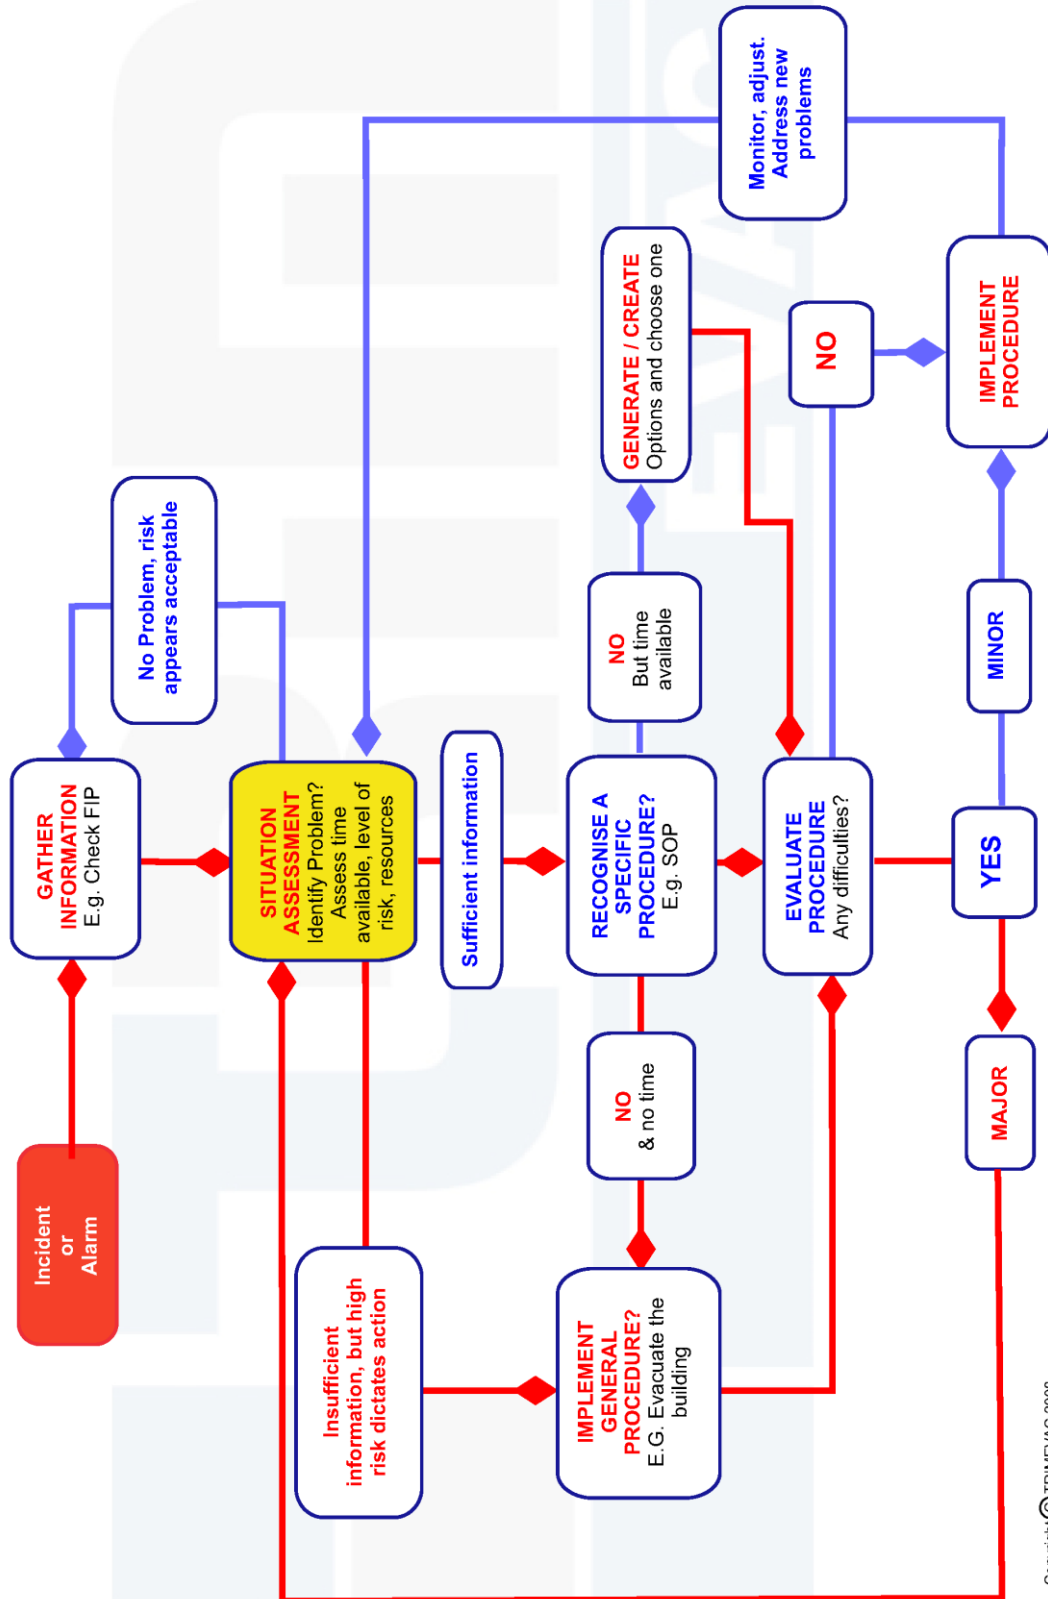 Incident
or
Alarm
GATHER
INFORMATION
E.g. Check FIP
No Problem, risk
appears acceptable
SITUATION
ASSESSMENT
Identify Problem?
Assess time
available, level of
risk, resources
Insufficient
information, but high
risk dictates action
Sufficient information
RECOGNISE A
SPECIFIC
PROCEDURE?
E.g. SOP
NO
& no time
NO
But time
available
IMPLEMENT
GENERAL
PROCEDURE?
E.G. Evacuate the
building
GENERATE / CREATE
Options and choose one
EVALUATE
PROCEDURE
Any difficulties?
NO
YES
MAJOR
MINOR
IMPLEMENT
PROCEDURE
Monitor, adjust.
Address new
problems
EVAC